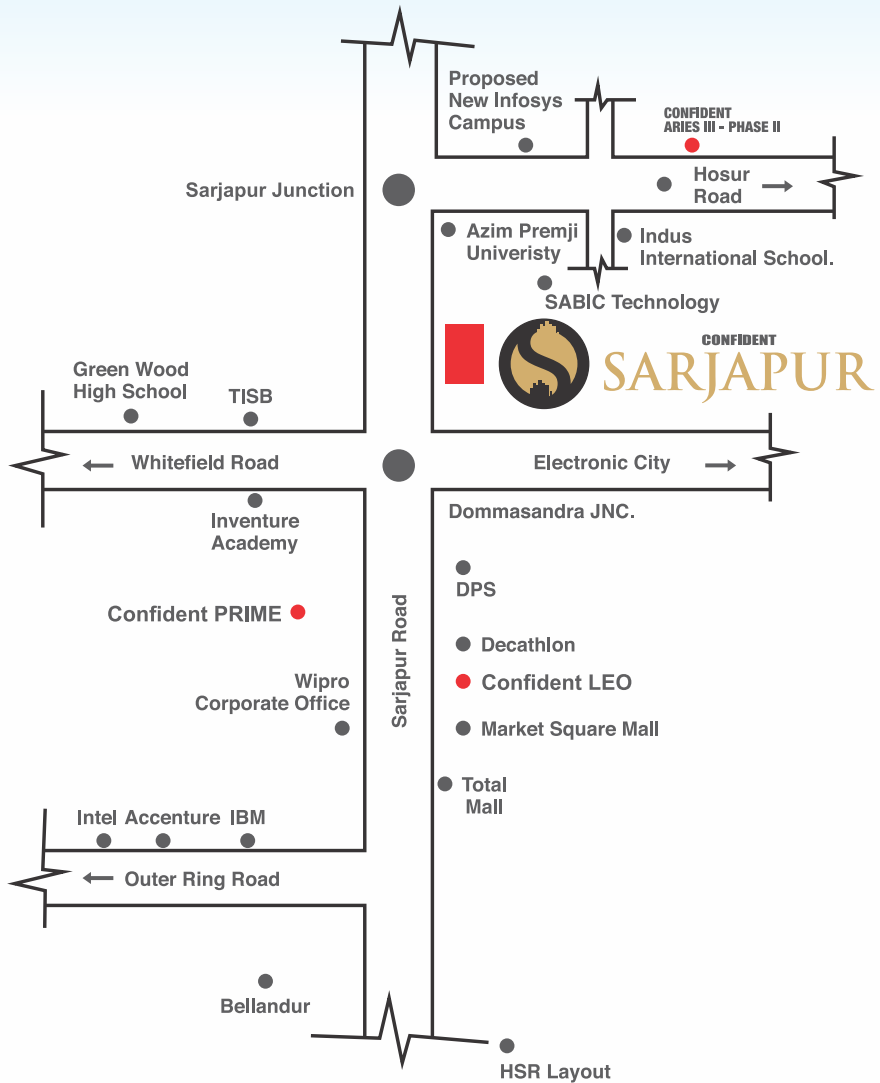 Proposed
New Infosys
Campus
CONFIDENT
ARIES III - PHASE II
Sarjapur Junction
Hosur
Road
Azim Premji
Univeristy
Indus
International School.
SABIC Technology
CONFIDENT
SARJAPUR
Green Wood
High School
TISB
Whitefield Road
Electronic City
Inventure
Academy
Dommasandra JNC.
DPS
Confident PRIME
Sarjapur Road
Decathlon
Wipro
Corporate Office
Confident LEO
Market Square Mall
Total
Mall
Intel Accenture IBM
Outer Ring Road
Bellandur
HSR Layout